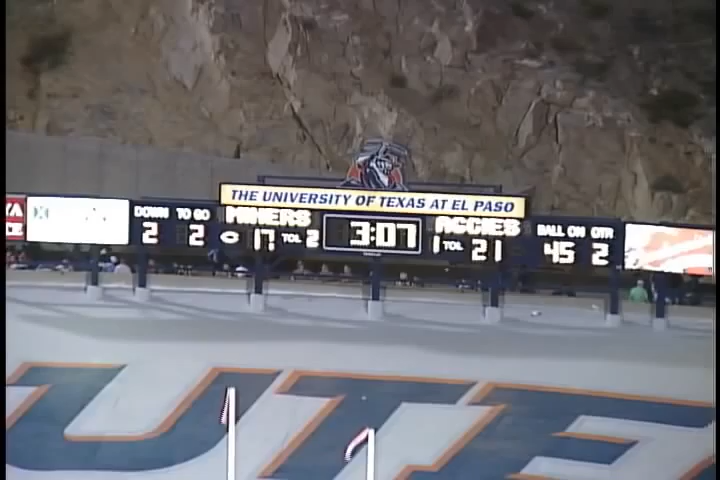 THE UNIVERSITY OF TEXAS AT EL PASO
DOWN TO GO MINERS AGGIES BALL ON QTR
2 2 17 TOL 2 3:07 1 TOL 21 45 2
UTE